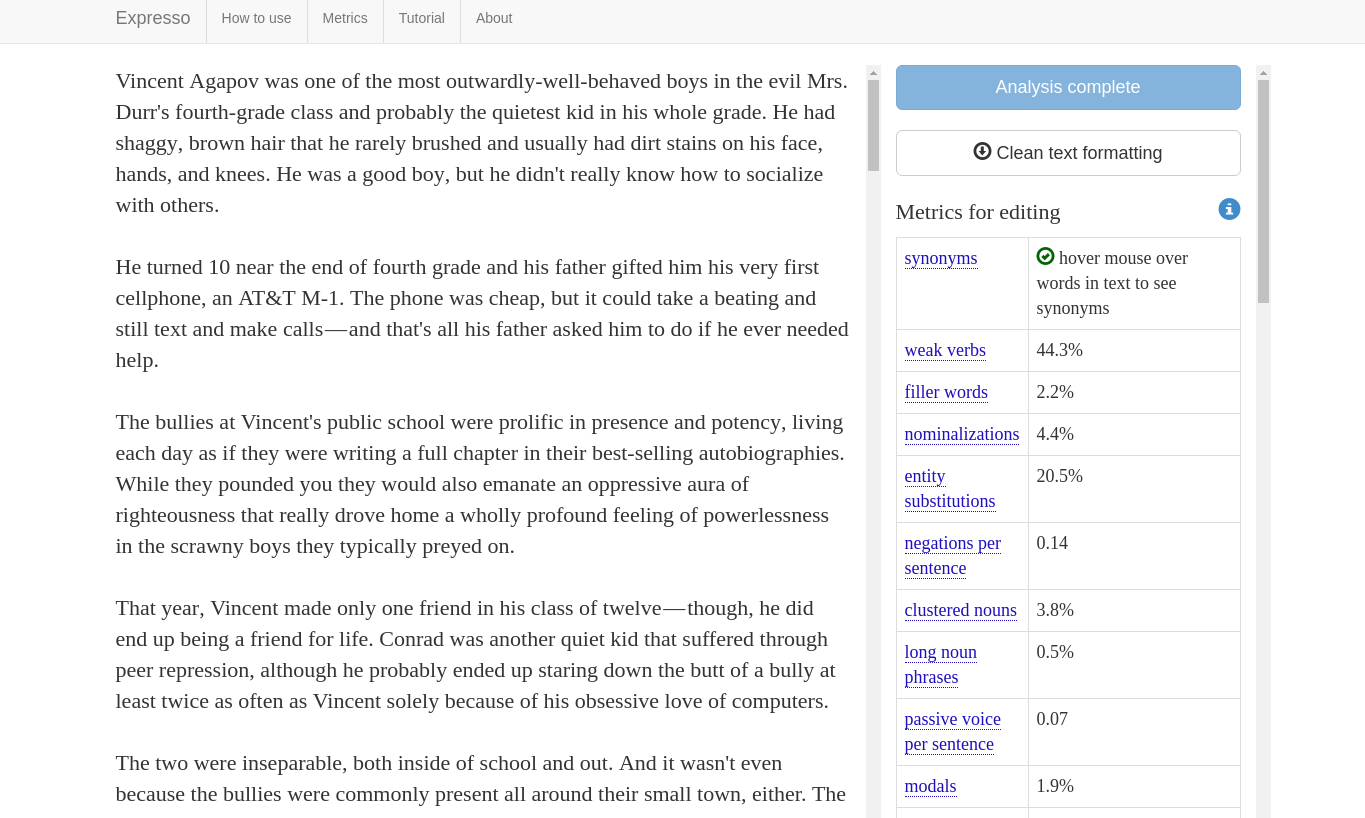 Expresso How to use Metrics Tutorial About
Vincent Agapov was one of the most outwardly-well-behaved boys in the evil Mrs.
Durr's fourth-grade class and probably the quietest kid in his whole grade. He had
shaggy, brown hair that he rarely brushed and usually had dirt stains on his face,
hands, and knees. He was a good boy, but he didn't really know how to socialize
with others.
He turned 10 near the end of fourth grade and his father gifted him his very first
cellphone, an AT&T M-1. The phone was cheap, but it could take a beating and
still text and make calls—and that's all his father asked him to do if he ever needed
help.
The bullies at Vincent's public school were prolific in presence and potency, living
each day as if they were writing a full chapter in their best-selling autobiographies.
While they pounded you they would also emanate an oppressive aura of
righteousness that really drove home a wholly profound feeling of powerlessness
in the scrawny boys they typically preyed on.
That year, Vincent made only one friend in his class of twelve—though, he did
end up being a friend for life. Conrad was another quiet kid that suffered through
peer repression, although he probably ended up staring down the butt of a bully at
least twice as often as Vincent solely because of his obsessive love of computers.
The two were inseparable, both inside of school and out. And it wasn't even
because the bullies were commonly present all around their small town, either. The
Analysis complete
Clean text formatting
Metrics for editing
synonyms
hover mouse over
words in text to see
synonyms
weak verbs 44.3%
filler words 2.2%
nominalizations 4.4%
entity 20.5%
substitutions
negations per 0.14
sentence
clustered nouns 3.8%
long noun 0.5%
phrases
passive voice 0.07
per sentence
modals 1.9%